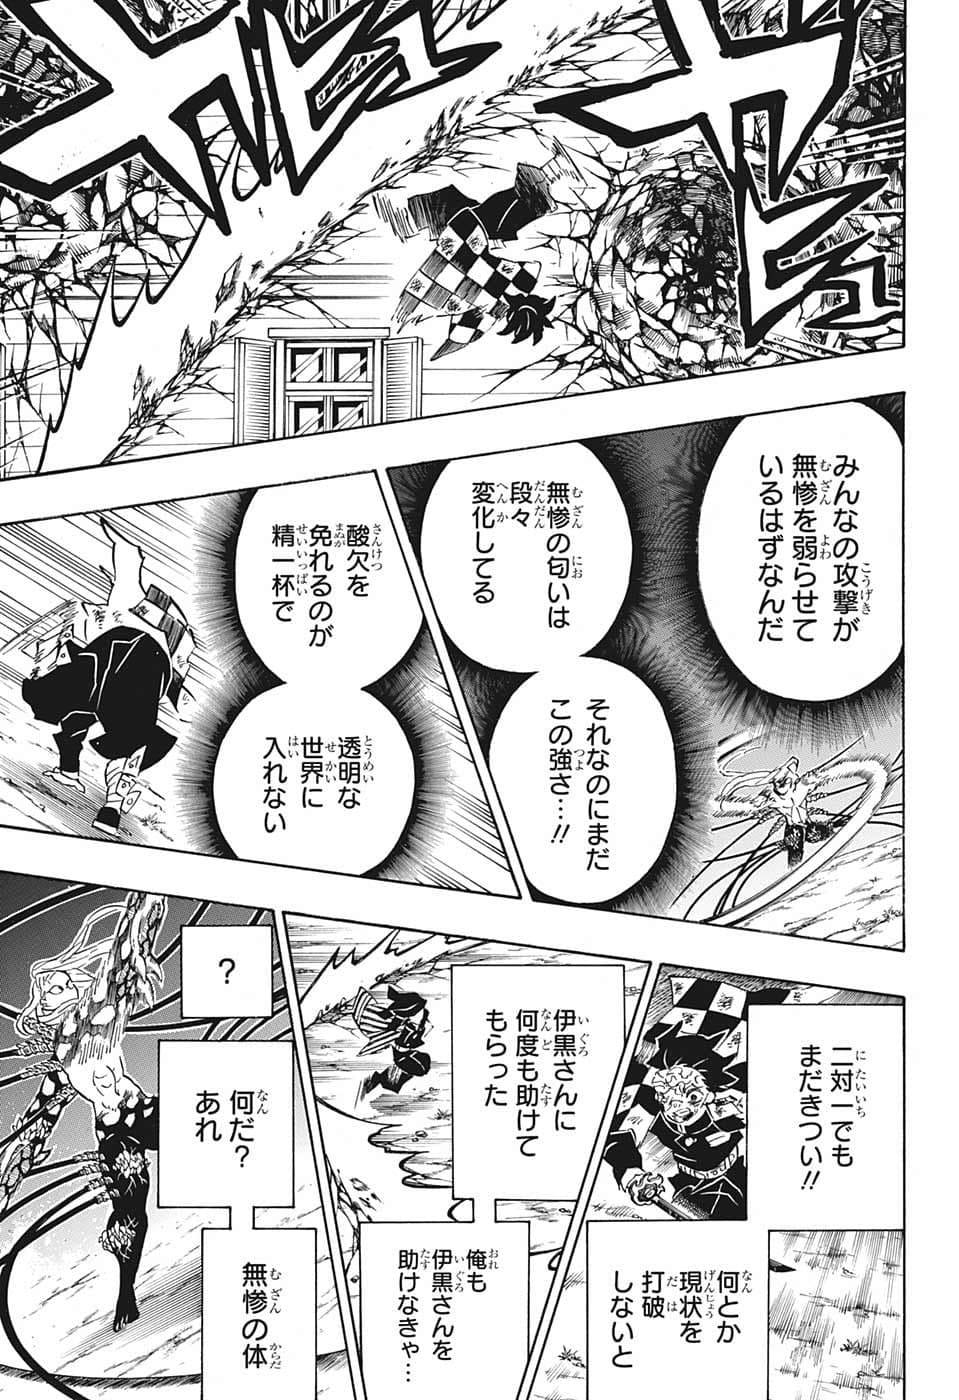 ギュ
ギュ
みんなの攻撃が
無惨を弱らせて
いるはずなんだ
それなのにまだ
この強さ…!!
無惨の匂いは
段々
変化してる
酸欠を
免れるのが
精一杯で
透明な
世界に
入れない
二対一でも
まだきつい!!
何とか
現状を
打破
しないと
伊黒さんに
何度も助けて
もらった
俺も
伊黒さんを
助けなきゃ…
?
何だ?
あれ
無惨の体